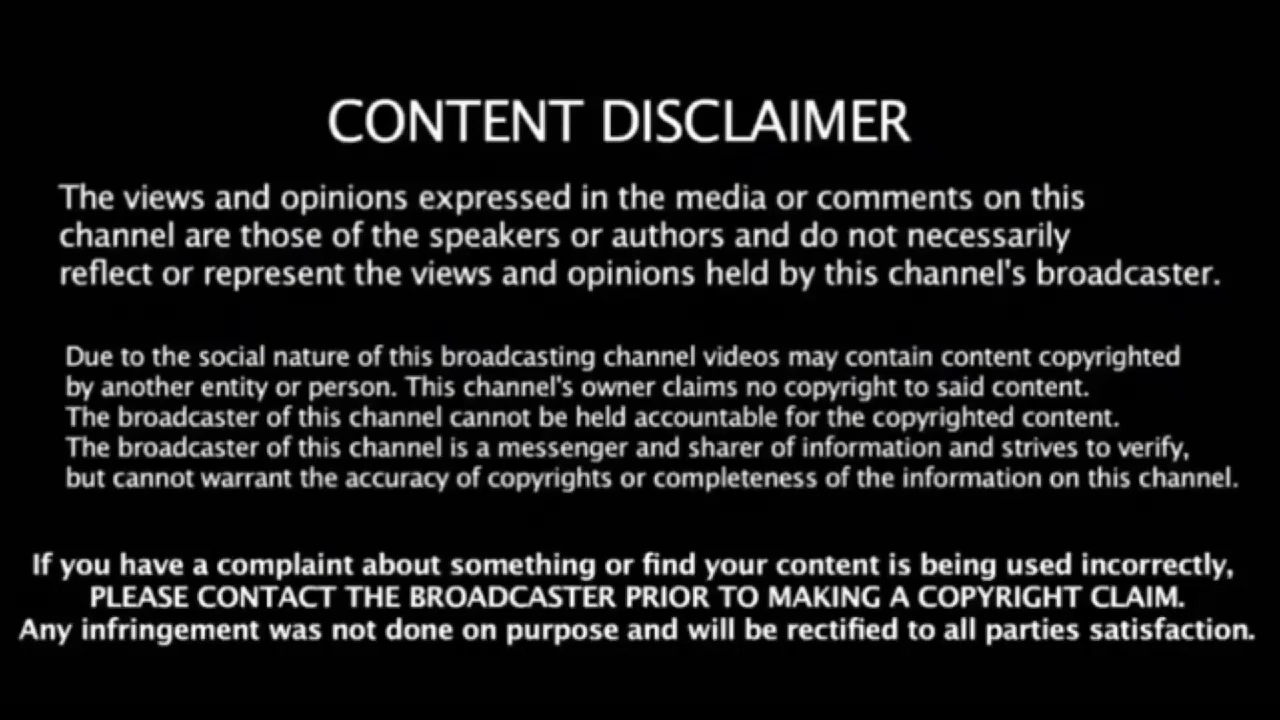 CONTENT DISCLAIMER
The views and opinions expressed in the media or comments on this
channel are those of the speakers or authors and do not necessarily
reflect or represent the views and opinions held by this channel's broadcaster.
Due to the social nature of this broadcasting channel videos may contain content copyrighted
by another entity or person. This channel's owner claims no copyright to said content.
The broadcaster of this channel cannot be held accountable for the copyrighted content.
The broadcaster of this channel is a messenger and sharer of information and strives to verify,
but cannot warrant the accuracy of copyrights or completeness of the information on this channel.
If you have a complaint about something or find your content is being used incorrectly,
PLEASE CONTACT THE BROADCASTER PRIOR TO MAKING A COPYRIGHT CLAIM.
Any infringement was not done on purpose and will be rectified to all parties satisfaction.